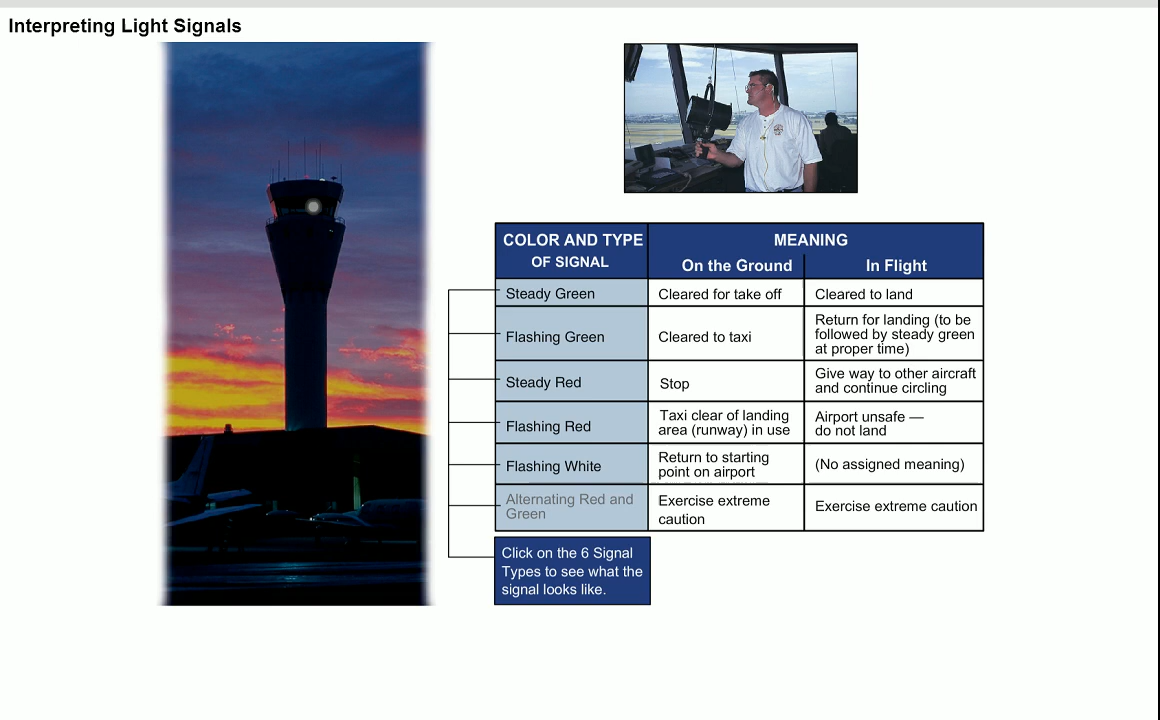 Interpreting Light Signals
COLOR AND TYPE
OF SIGNAL
MEANING
On the Ground
In Flight
Steady Green
Cleared for take off
Cleared to land
Flashing Green
Cleared to taxi
Return for landing (to be
followed by steady green
at proper time)
Steady Red
Stop
Give way to other aircraft
and continue circling
Flashing Red
Taxi clear of landing
area (runway) in use
Airport unsafe —
do not land
Flashing White
Return to starting
point on airport
(No assigned meaning)
Alternating Red and
Green
Exercise extreme
caution
Exercise extreme caution
Click on the 6 Signal
Types to see what the
signal looks like.